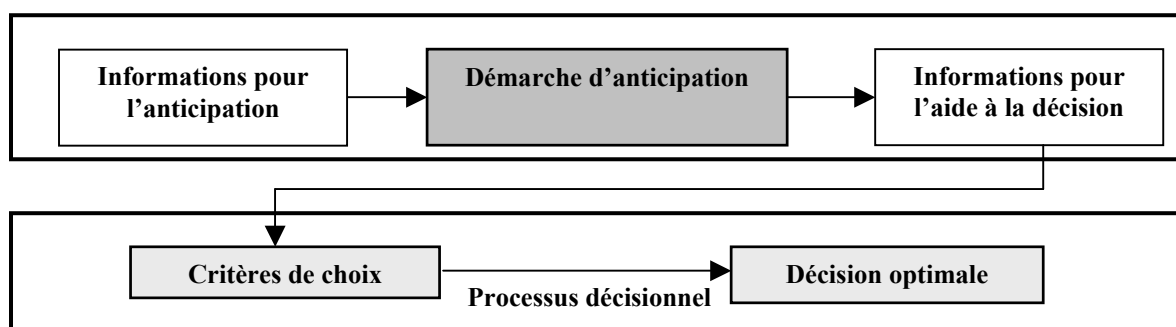 Informations pour
l’anticipation
Démarche d’anticipation
Informations pour
l’aide à la décision
Critères de choix
Processus décisionnel
Décision optimale